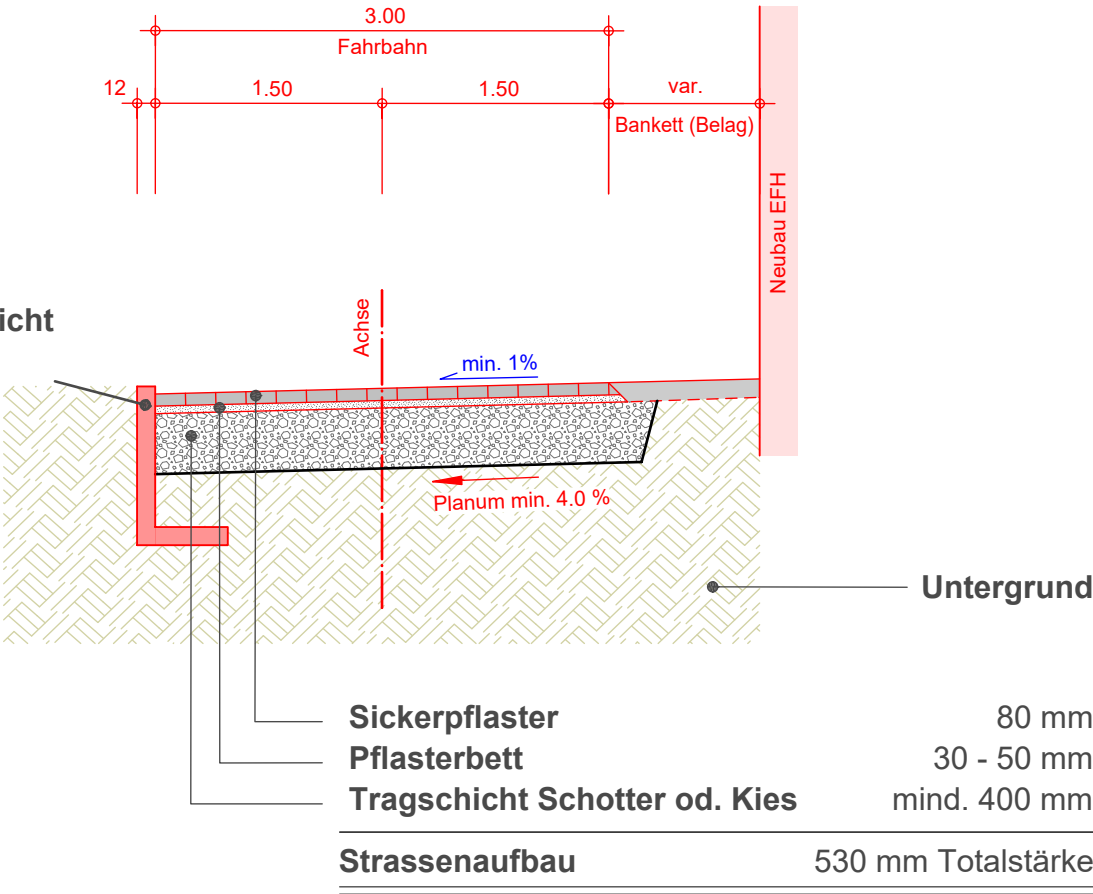 3.00
Fahrbahn
12 1.50 1.50 var.
Bankett (Belag)
Neubau EFH
Achse
icht
min. 1%
Planum min. 4.0 %
Untergrund
Sickerpflaster 80 mm
Pflasterbett 30 - 50 mm
Tragschicht Schotter od. Kies mind. 400 mm
Strassenaufbau 530 mm Totalstärke